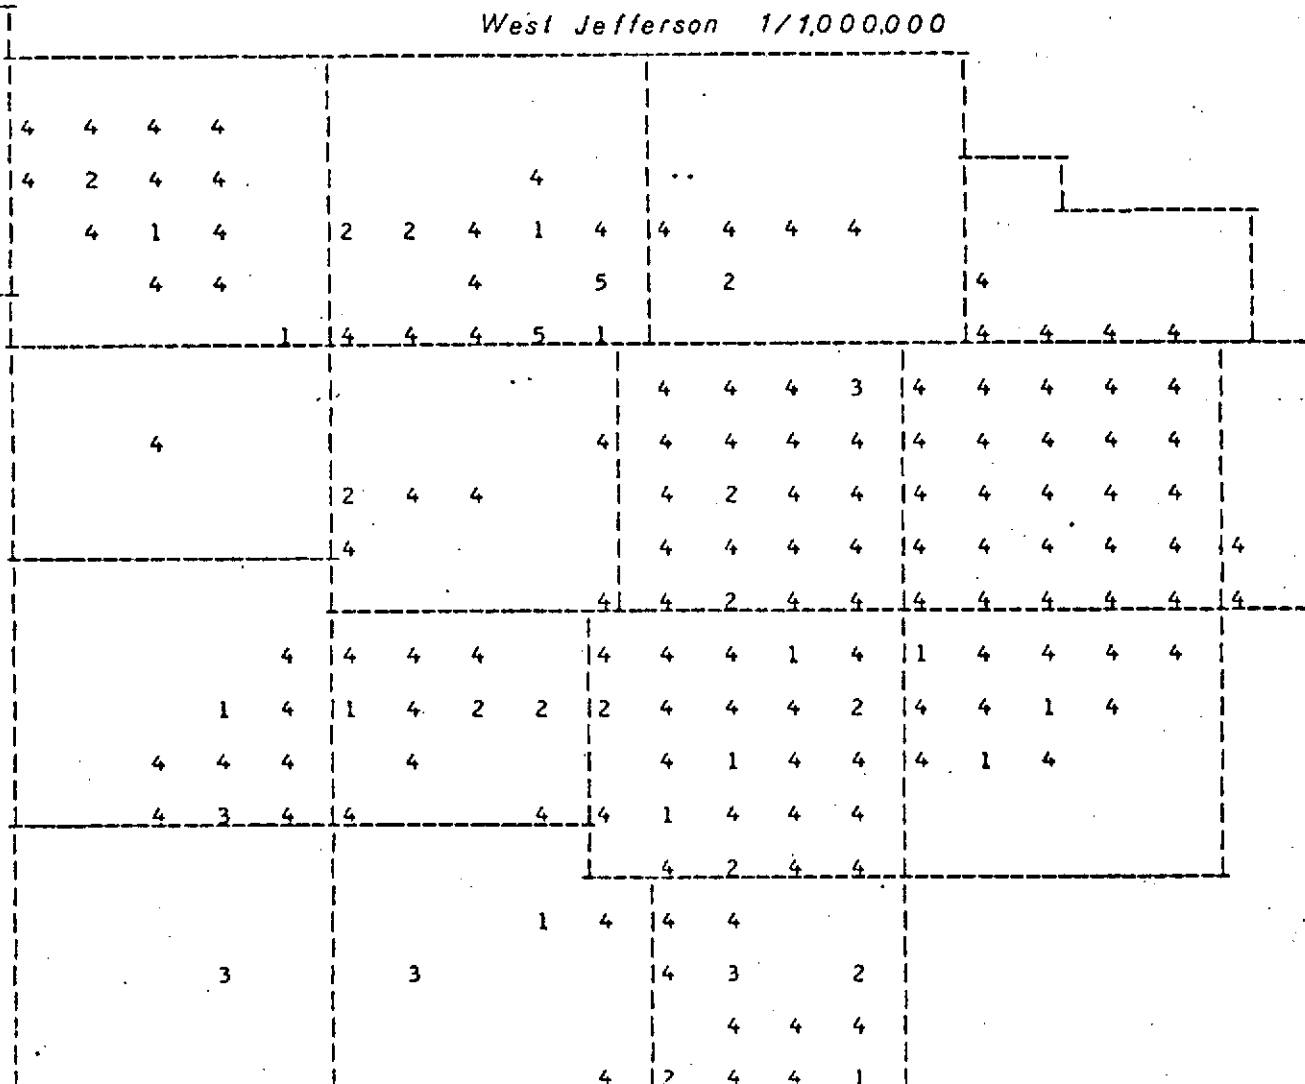 West Jefferson 1/1,000,000
4 4 4 4
4 2 4 4 4
4 1 4 2 2 4 1 4 4 4 4 4
4 4 4 5 2 4
1 4 4 4 5 1 4 4 4 4
4 4 4 3 4 4 4 4 4
4 4 4 4 4 4 4 4 4 4 4
2 4 4 4 2 4 4 4 4 4 4 4
4 4 4 4 4 4 4 4 4 4 4
4 4 2 4 4 4 4 4 4 4 4
4 4 4 4 4 4 4 1 4 1 4 4 4 4
1 4 1 4 2 2 2 4 4 4 2 4 4 1 4
4 4 4 4 4 1 4 4 4 1 4
4 3 4 4 4 4 1 4 4 4
4 2 4 4
1 4 4 4
3 3 4 3 2
4 4 4
4 2 4 4 1